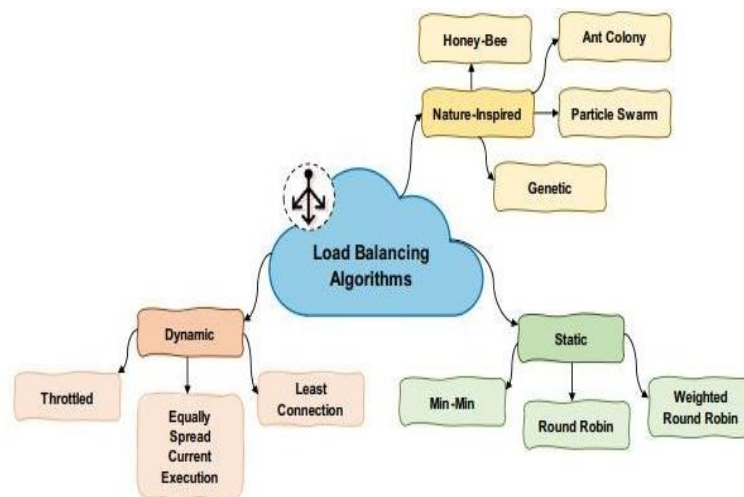 Honey-Bee
Ant Colony
Nature-Inspired
Particle Swarm
Genetic
Load Balancing
Algorithms
Dynamic
Throttled
Equally
Spread
Current
Execution
Least
Connection
Static
Min-Min
Round Robin
Weighted
Round Robin